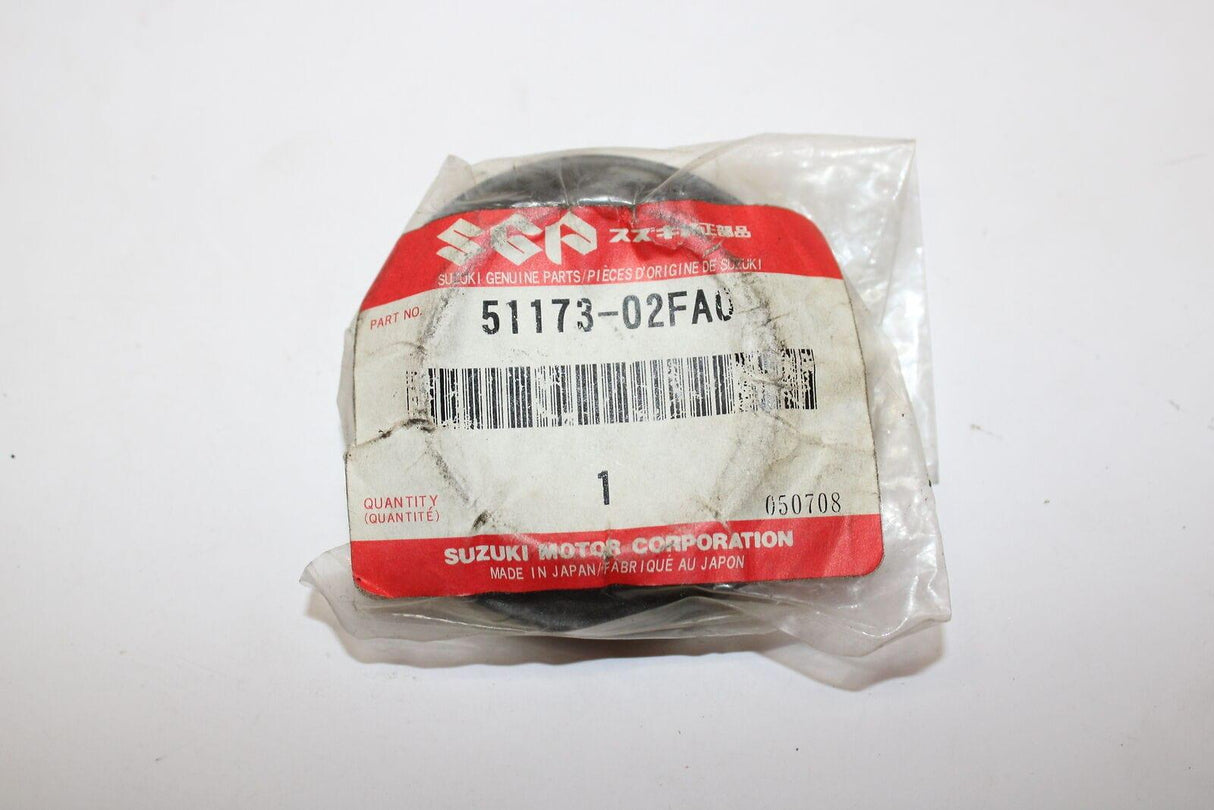 SGP スズキ純正部品
SUZUKI GENUINE PARTS/PIÈCES D'ORIGINE DE SUZUKI
PART NO. 51173-02FA0
1
QUANTITY
(QUANTITÉ)
050708
SUZUKI MOTOR CORPORATION
MADE IN JAPAN/FABRIQUÉ AU JAPON